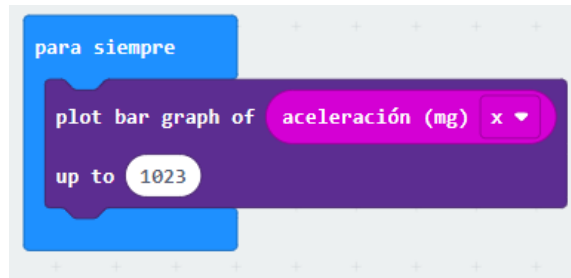 para siempre
plot bar graph of aceleración (mg) x
up to 1023